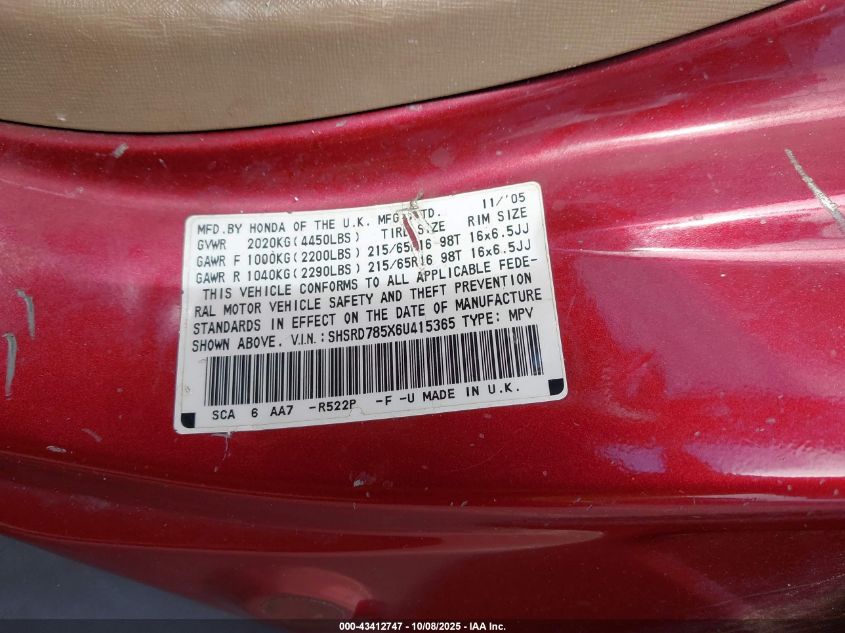 MFD.BY HONDA OF THE U.K. MFG.LTD. 11/'05
GVWR 2020KG(4450LBS) TIRE SIZE RIM SIZE
GAWR F 1000KG(2200LBS) 215/65R16 98T 16x6.5JJ
GAWR R 1040KG(2290LBS) 215/65R16 98T 16x6.5JJ
THIS VEHICLE CONFORMS TO ALL APPLICABLE FEDE-
RAL MOTOR VEHICLE SAFETY AND THEFT PREVENTION
STANDARDS IN EFFECT ON THE DATE OF MANUFACTURE
SHOWN ABOVE. V.I.N.: SHSRD785X6U415365 TYPE: MPV
SCA 6 AA7 -R522P -F -U MADE IN U.K.
000-43412747 - 10/08/2025 - IAA Inc.